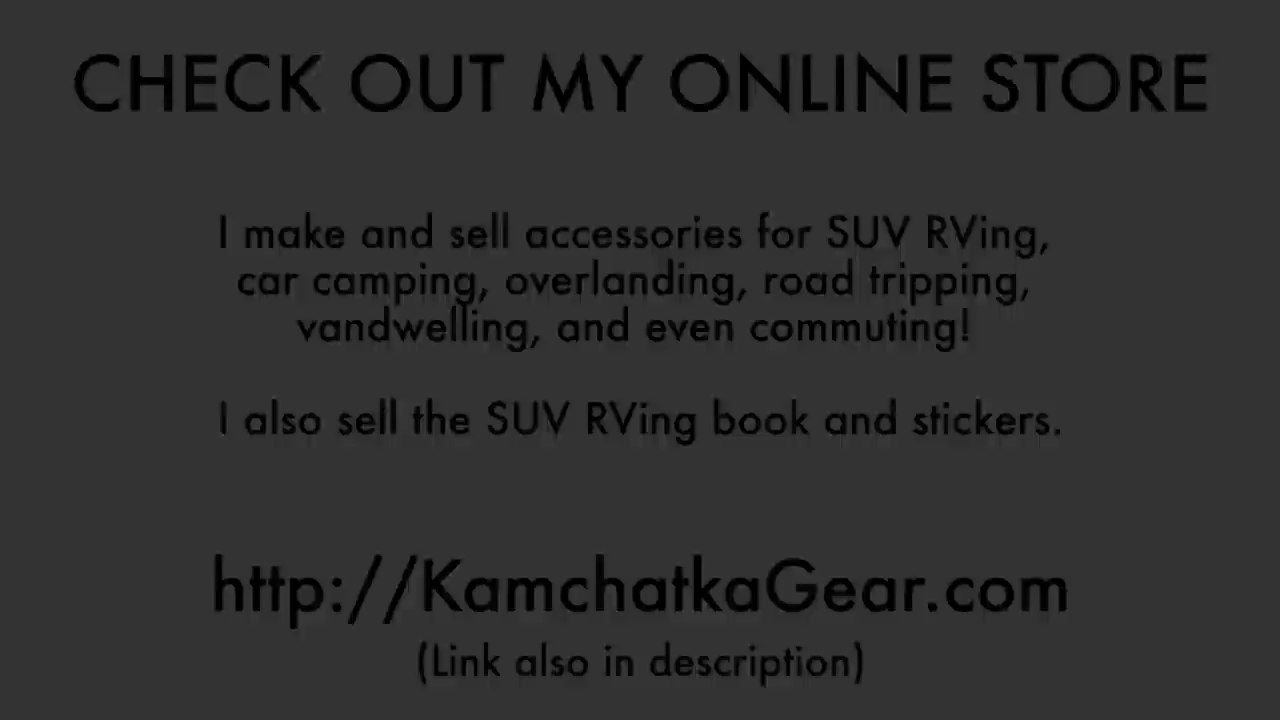 CHECK OUT MY ONLINE STORE
I make and sell accessories for SUV RVing,
car camping, overlanding, road tripping,
vandwelling, and even commuting!
I also sell the SUV RVing book and stickers.
http://KamchatkaGear.com
(Link also in description)